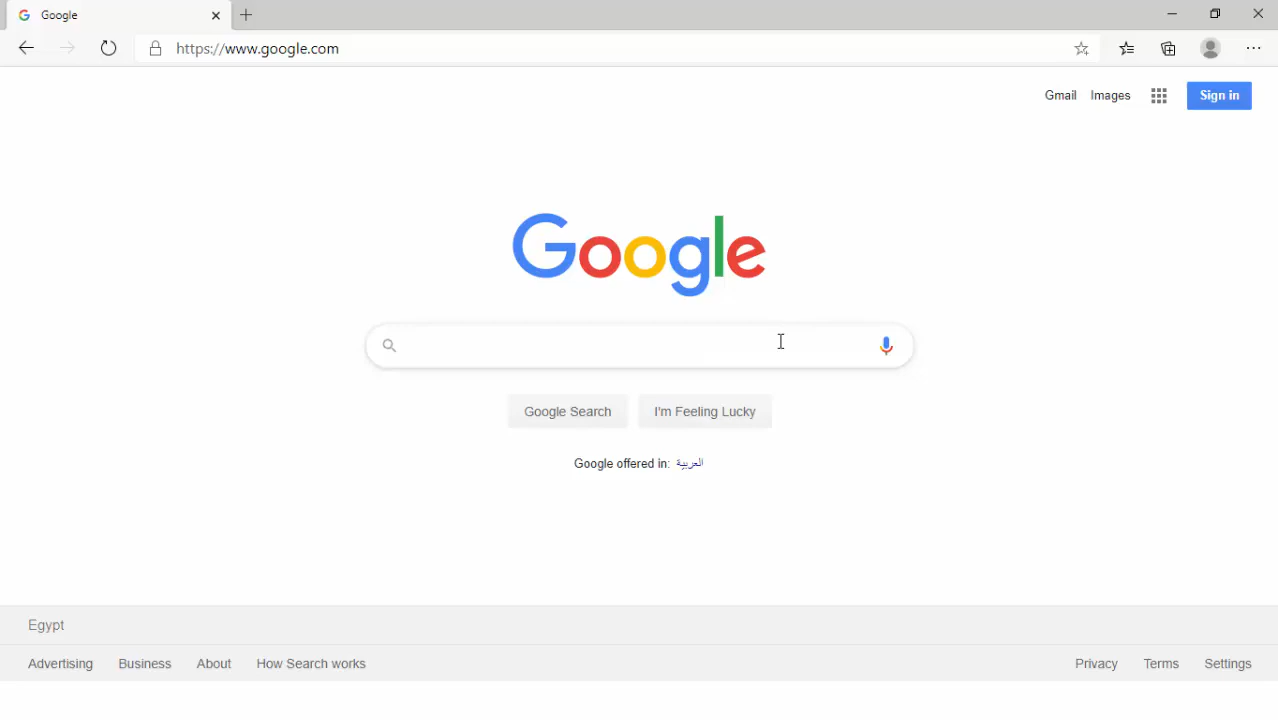 Google
https://www.google.com
Gmail Images Sign in
Google
Google Search I'm Feeling Lucky
Google offered in: العربية
Egypt
Advertising Business About How Search works Privacy Terms Settings